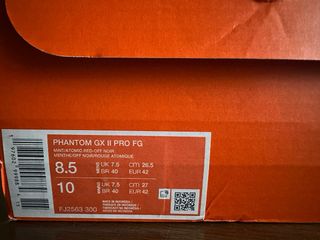 PHANTOM GX II PRO FG
MINT/ATOMIC RED-OFF NOIR
MENTHE/OFF NOIR/ROUGE ATOMIQUE
8.5 UK 7.5 CM 26.5
BR 40 EUR 42
10 UK 7.5 CM 27
BR 40 EUR 42
FJ2563 300
MADE IN INDONESIA